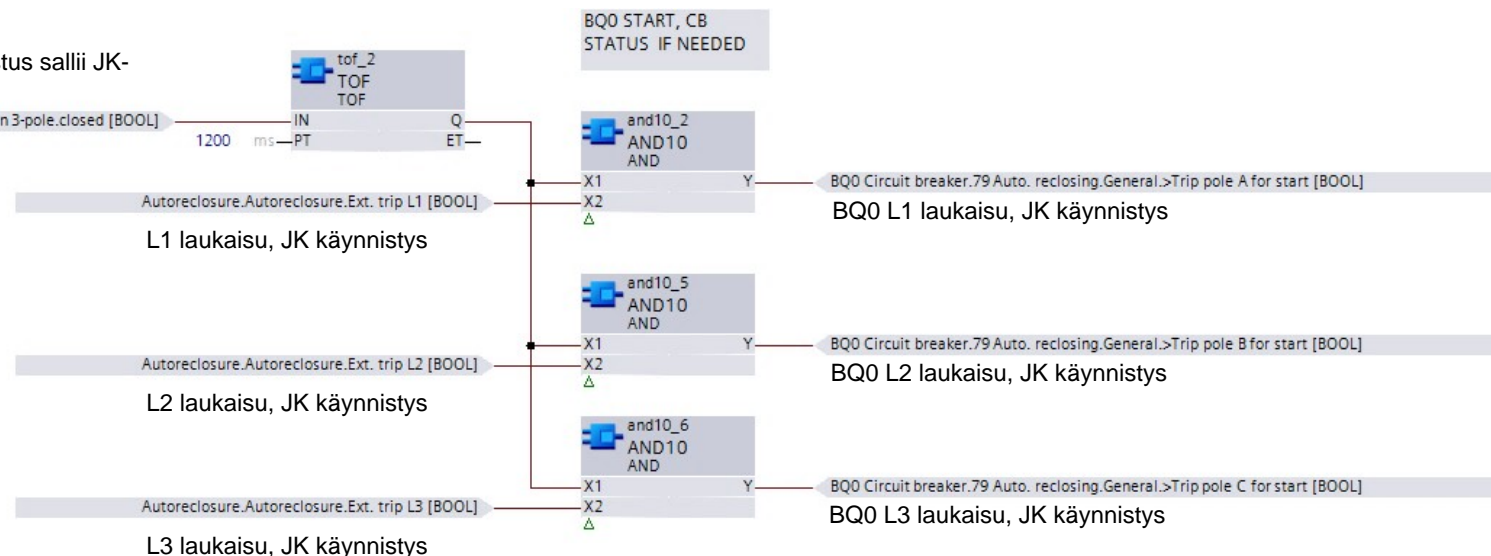 BQ0 START, CB
STATUS IF NEEDED
tus sallii JK-
tof_2
TOF
TOF
n 3-pole.closed [BOOL]
IN
Q
1200 ms
PT
ET
and10_2
AND10
AND
X1
Y
BQ0 Circuit breaker.79 Auto. reclosing.General.>Trip pole A for start [BOOL]
Autoreclosure.Autoreclosure.Ext. trip L1 [BOOL]
X2
BQ0 L1 laukaisu, JK käynnistys
L1 laukaisu, JK käynnistys
and10_5
AND10
AND
X1
Y
BQ0 Circuit breaker.79 Auto. reclosing.General.>Trip pole B for start [BOOL]
Autoreclosure.Autoreclosure.Ext. trip L2 [BOOL]
X2
BQ0 L2 laukaisu, JK käynnistys
L2 laukaisu, JK käynnistys
and10_6
AND10
AND
X1
Y
BQ0 Circuit breaker.79 Auto. reclosing.General.>Trip pole C for start [BOOL]
Autoreclosure.Autoreclosure.Ext. trip L3 [BOOL]
X2
BQ0 L3 laukaisu, JK käynnistys
L3 laukaisu, JK käynnistys